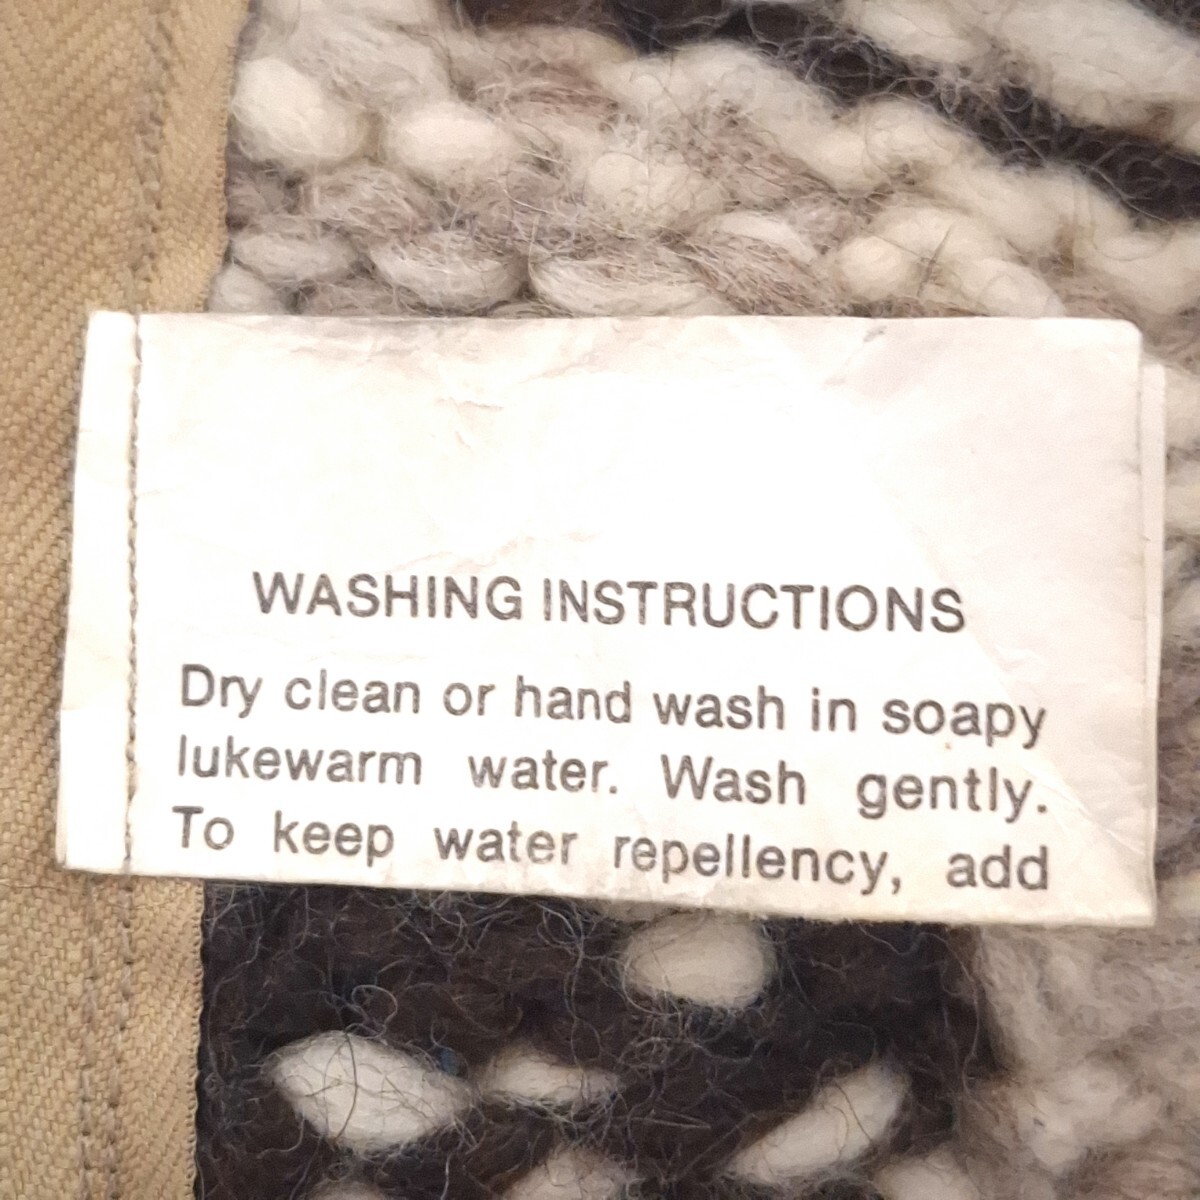 WASHING INSTRUCTIONS
Dry clean or hand wash in soapy
lukewarm water. Wash gently.
To keep water repellency, add